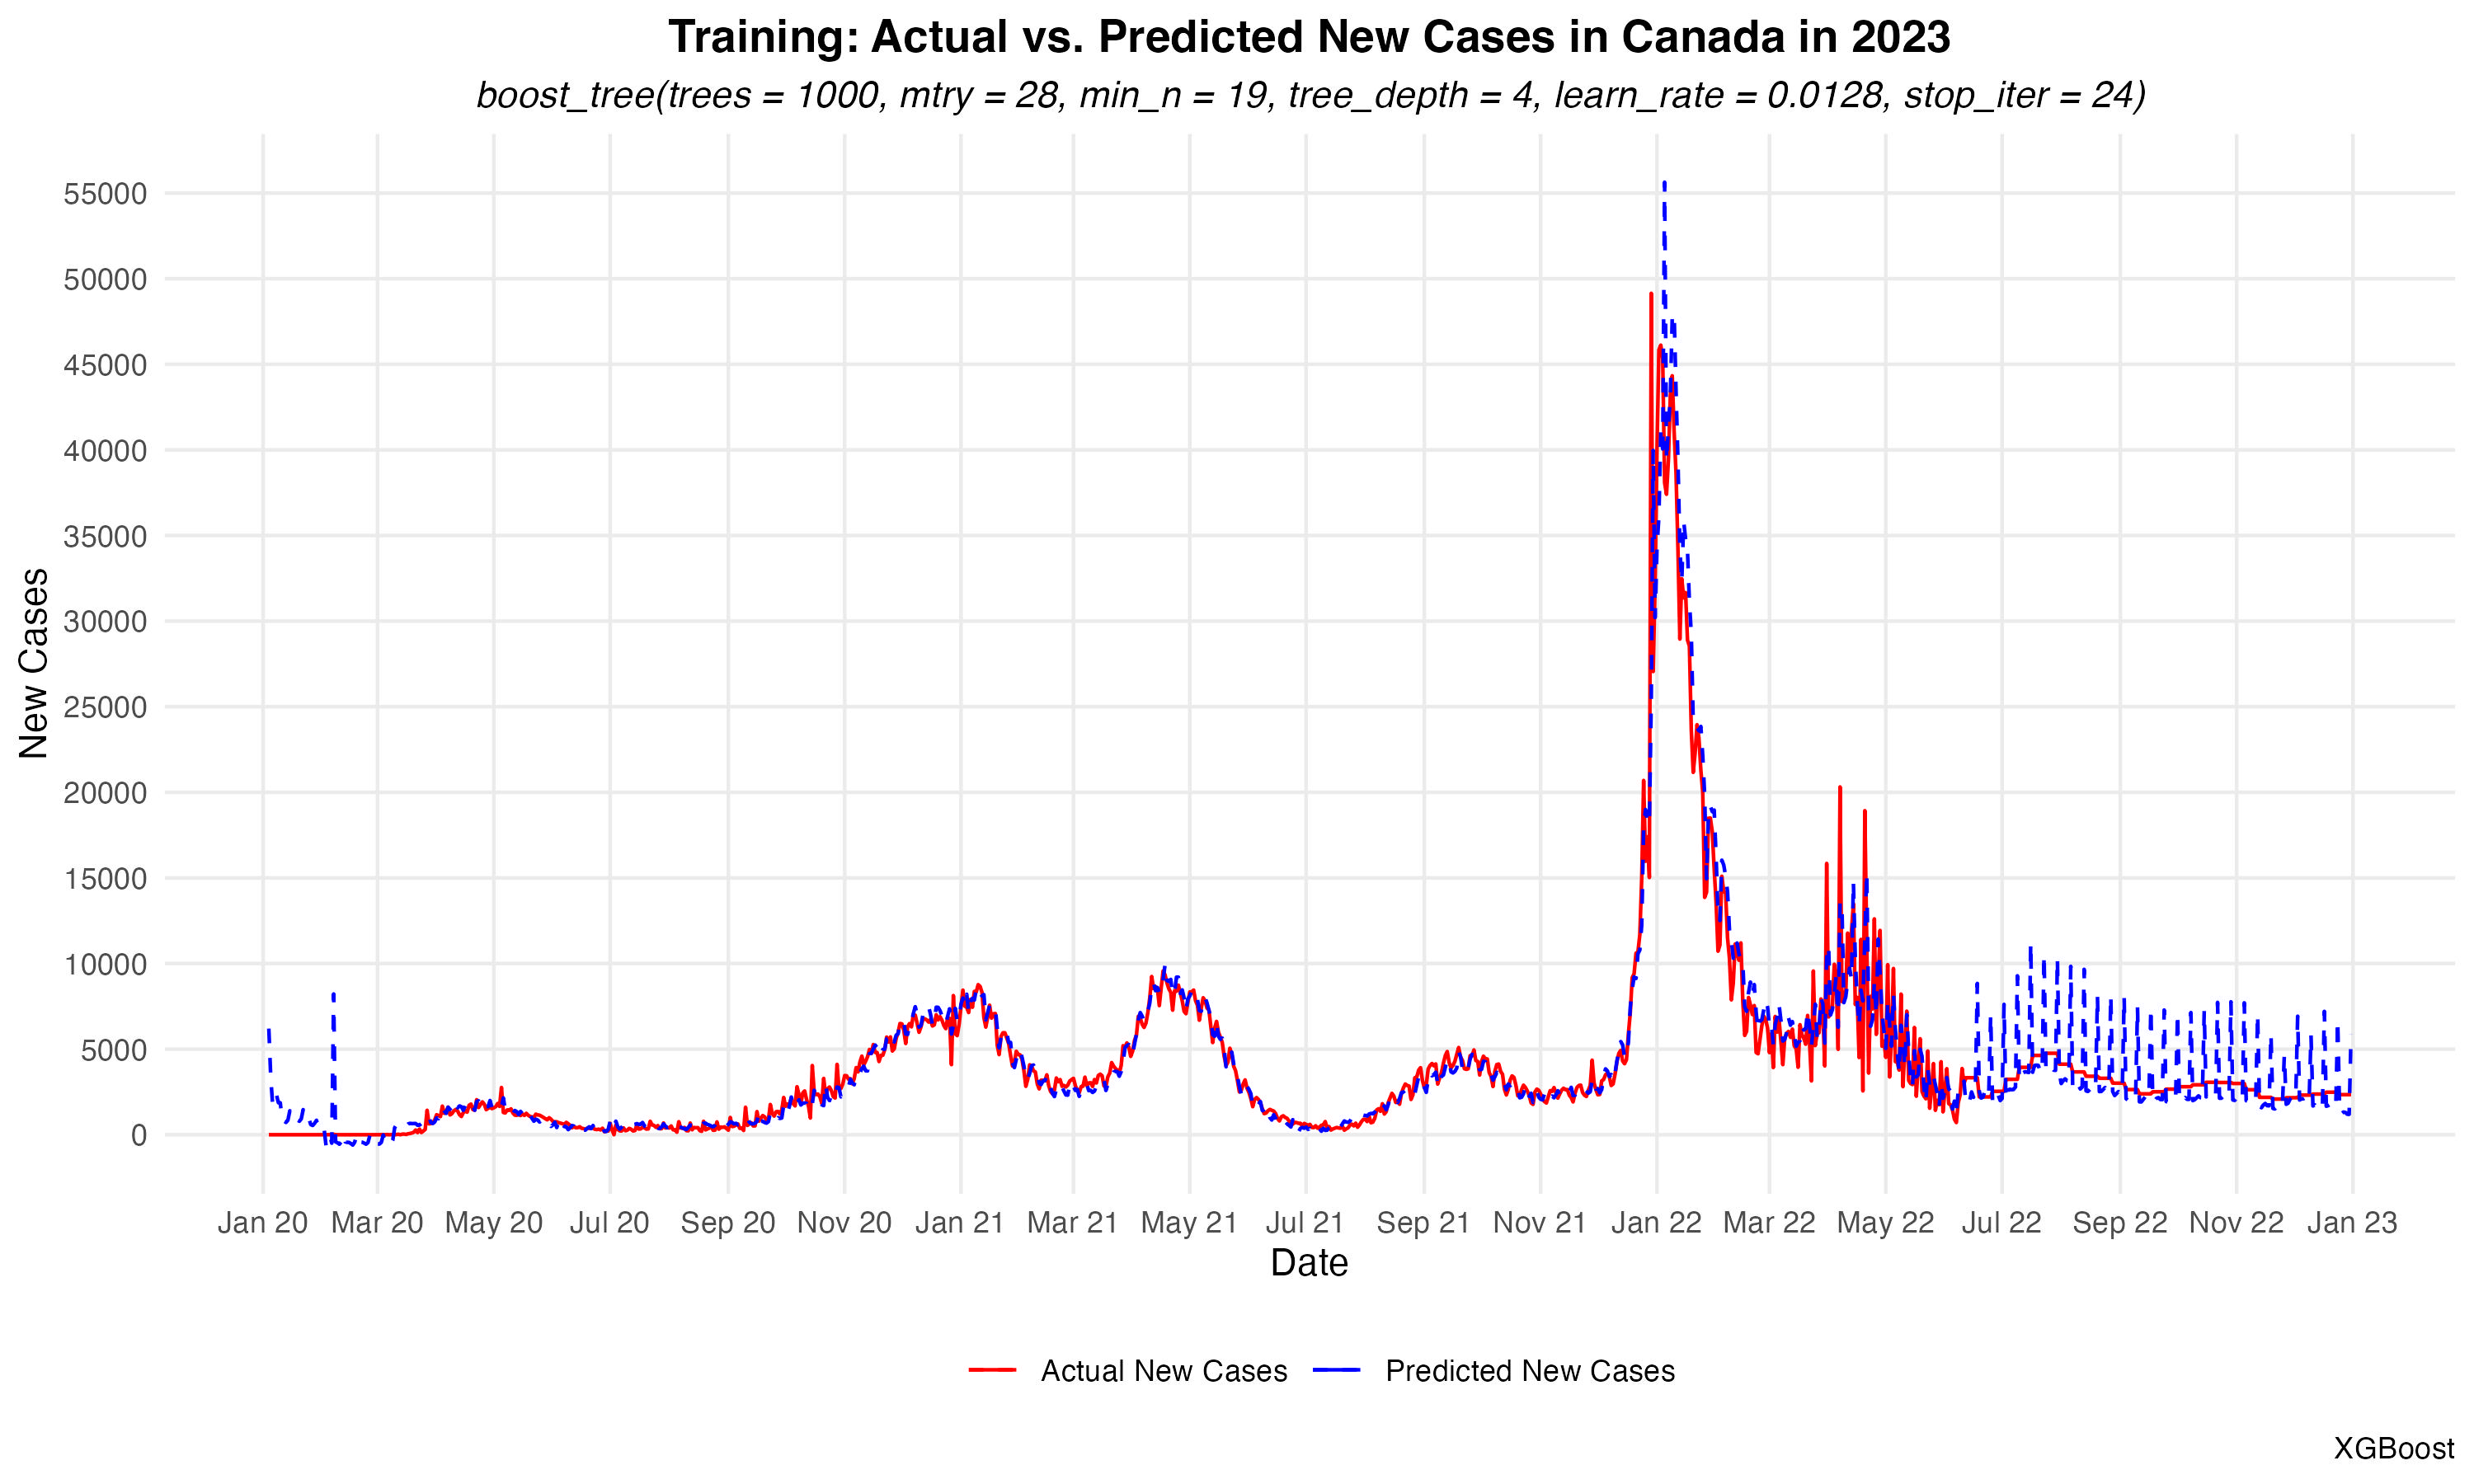 Training: Actual vs. Predicted New Cases in Canada in 2023
boost_tree(trees = 1000, mtry = 28, min_n = 19, tree_depth = 4, learn_rate = 0.0128, stop_iter = 24)
New Cases
55000
50000
45000
40000
35000
30000
25000
20000
15000
10000
5000
0
Jan 20 Mar 20 May 20 Jul 20 Sep 20 Nov 20 Jan 21 Mar 21 May 21 Jul 21 Sep 21 Nov 21 Jan 22 Mar 22 May 22 Jul 22 Sep 22 Nov 22 Jan 23
Date
Actual New Cases Predicted New Cases
XGBoost